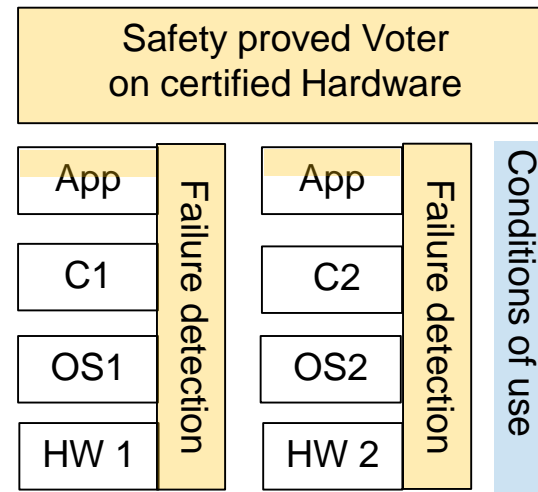 Safety proved Voter
on certified Hardware
App
C1
OS1
HW 1
Failure detection
App
C2
OS2
HW 2
Failure detection
Conditions of use